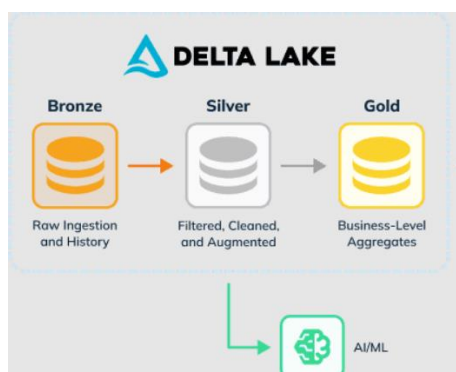 DELTA LAKE
Bronze
Silver
Gold
Raw Ingestion
and History
Filtered, Cleaned,
and Augmented
Business-Level
Aggregates
AI/ML